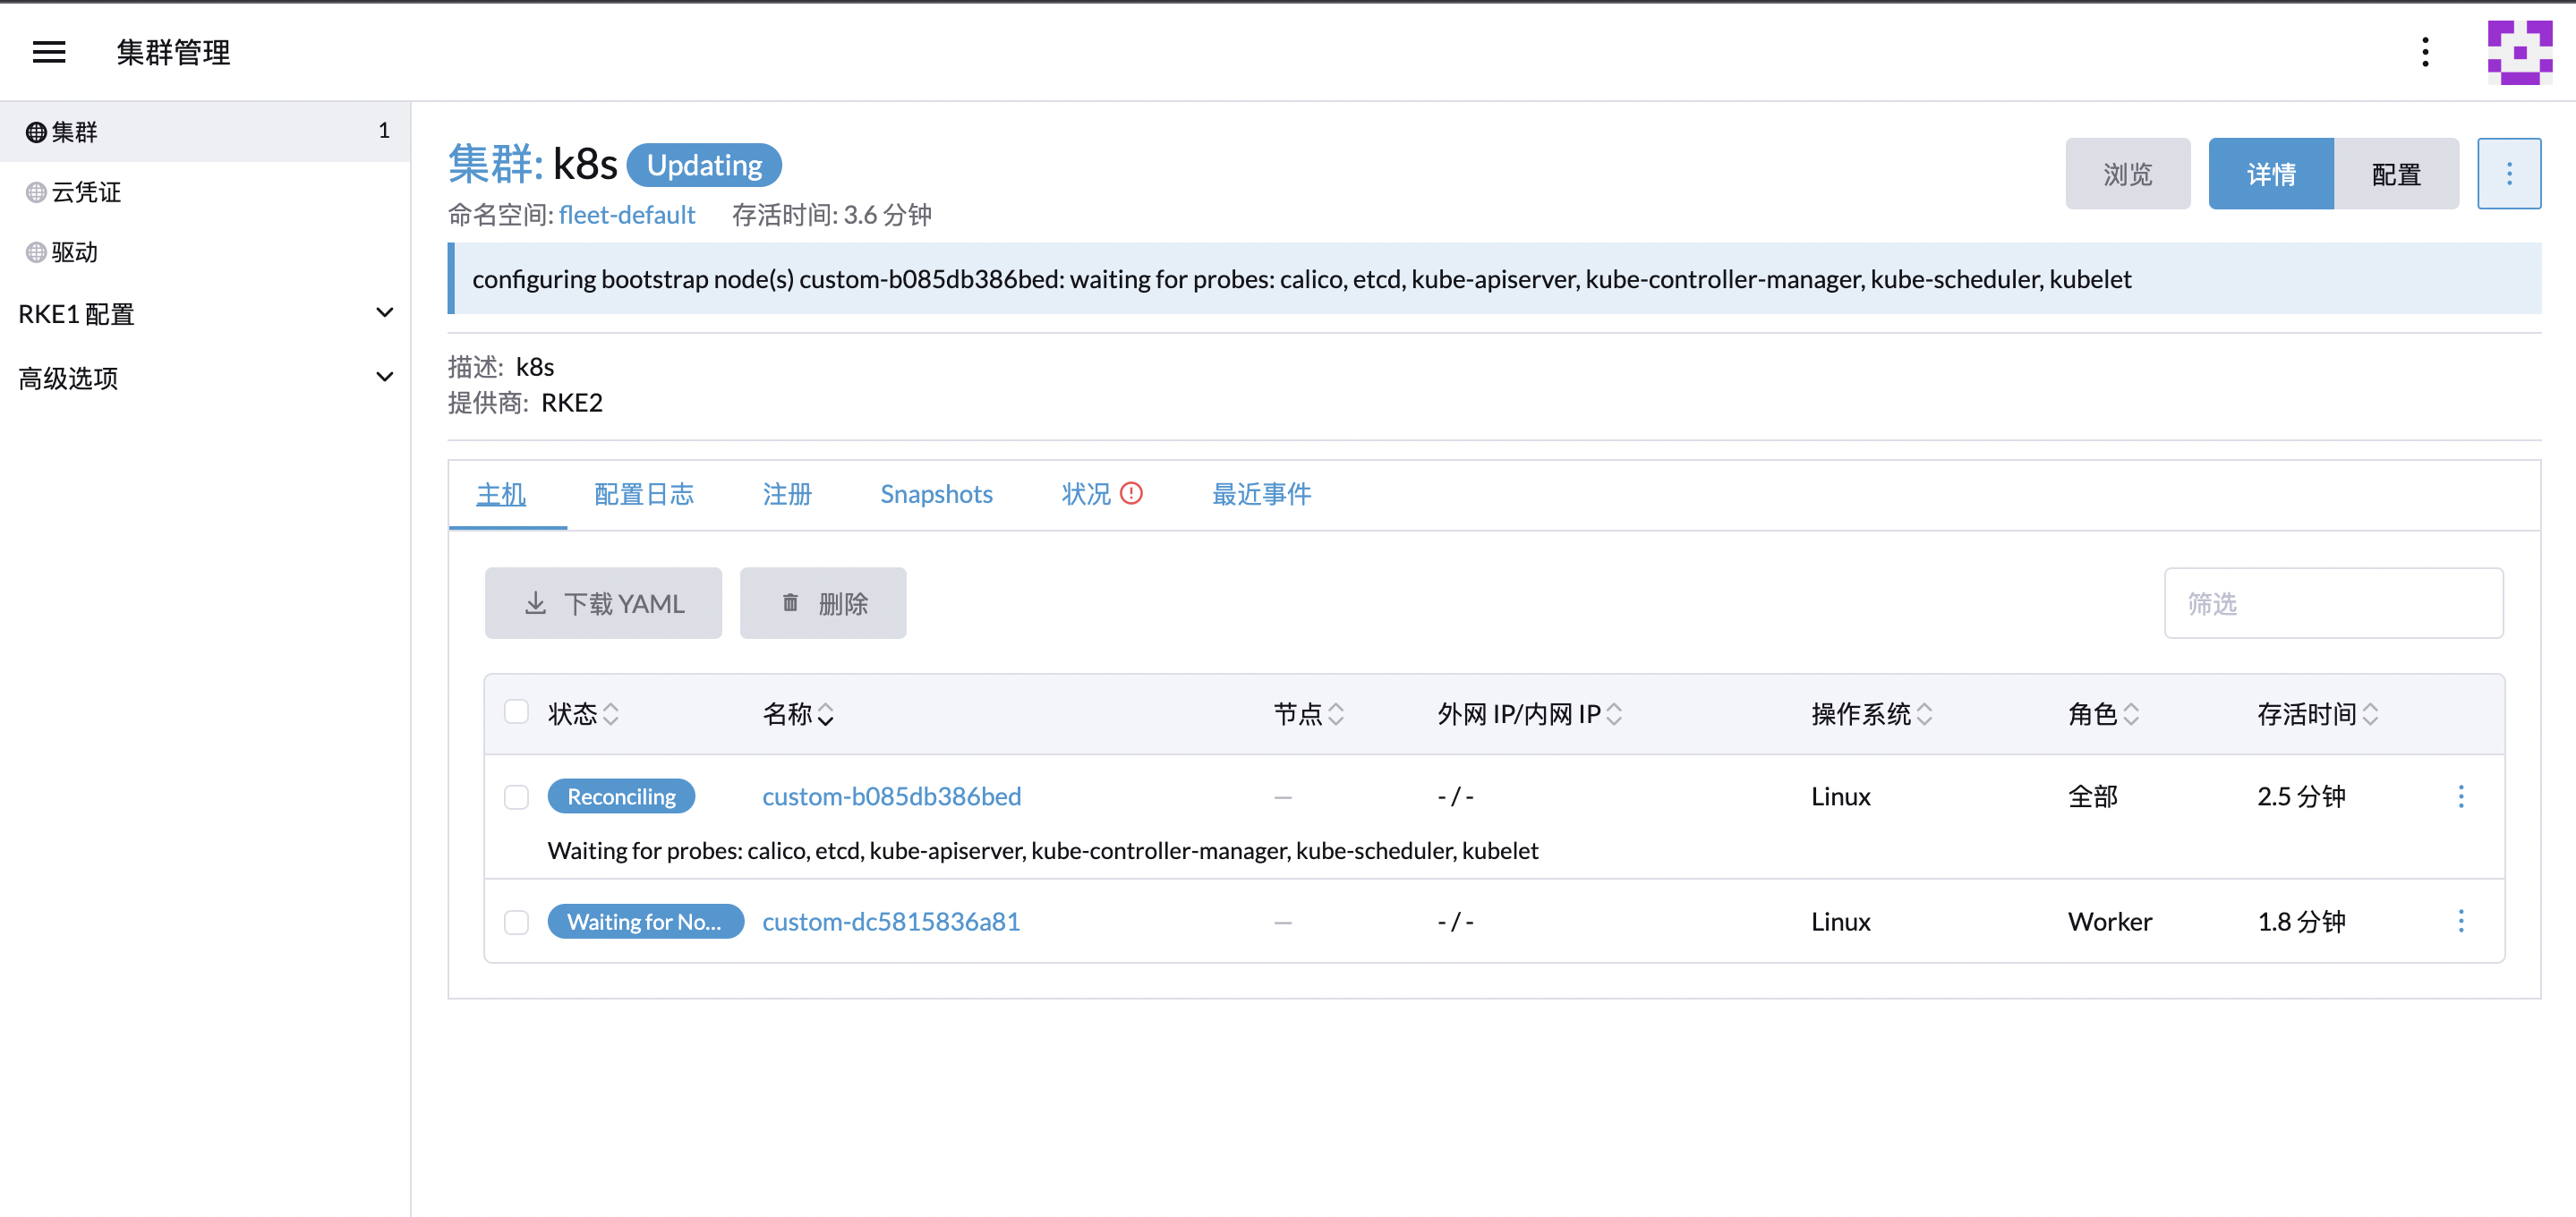 集群管理
集群 1
云凭证
驱动
RKE1 配置
高级选项
集群: k8s Updating
浏览 详情 配置
命名空间: fleet-default 存活时间: 3.6 分钟
configuring bootstrap node(s) custom-b085db386bed: waiting for probes: calico, etcd, kube-apiserver, kube-controller-manager, kube-scheduler, kubelet
描述: k8s
提供商: RKE2
主机 配置日志 注册 Snapshots 状况 最近事件
下载 YAML 删除 筛选
状态 名称 节点 外网 IP/内网 IP 操作系统 角色 存活时间
Reconciling custom-b085db386bed — - / - Linux 全部 2.5 分钟
Waiting for probes: calico, etcd, kube-apiserver, kube-controller-manager, kube-scheduler, kubelet
Waiting for No... custom-dc5815836a81 — - / - Linux Worker 1.8 分钟